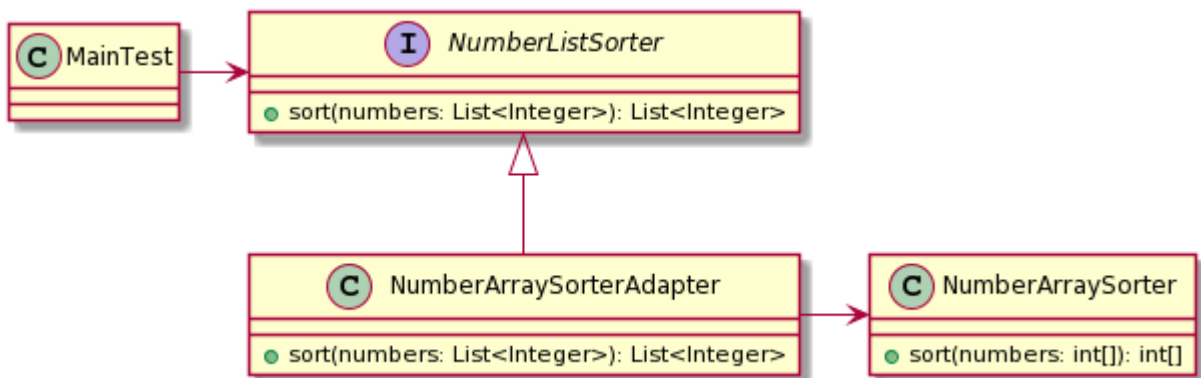 C MainTest
I NumberListSorter
sort(numbers: List<Integer>): List<Integer>
C NumberArraySorterAdapter
sort(numbers: List<Integer>): List<Integer>
C NumberArraySorter
sort(numbers: int[]): int[]